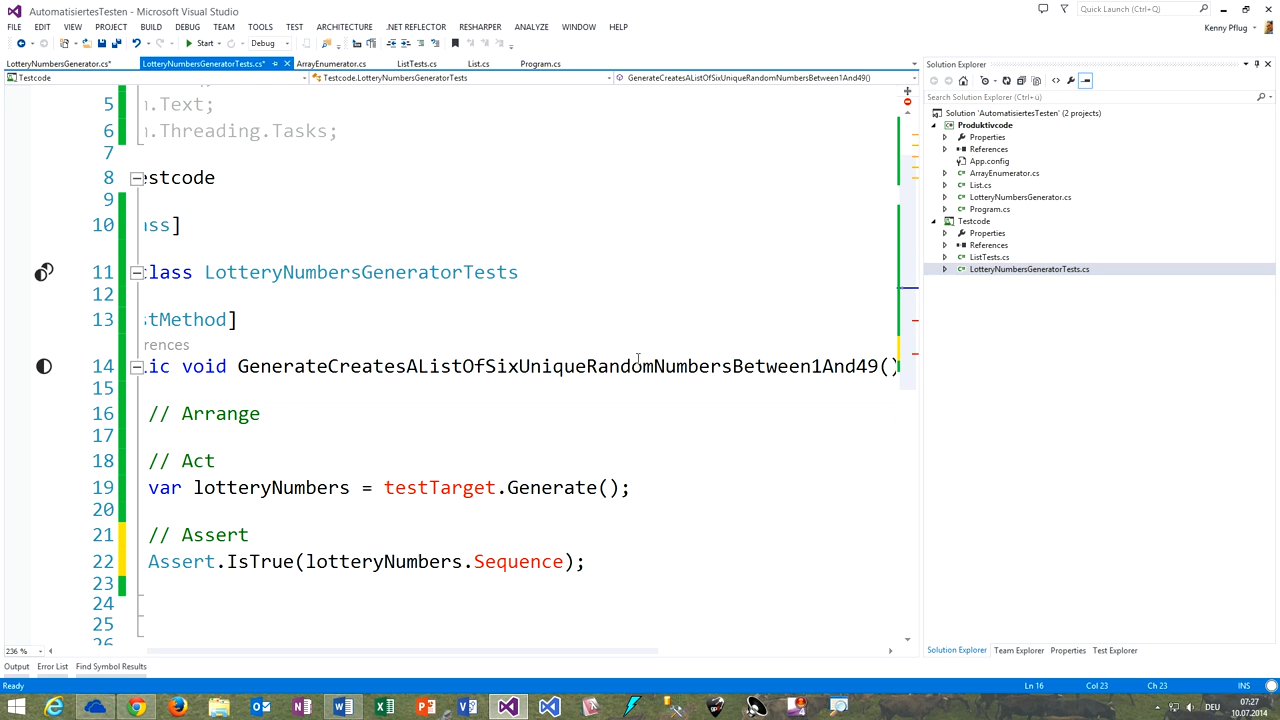 AutomatisiertesTesten - Microsoft Visual Studio
Quick Launch (Ctrl+Q)
FILE EDIT VIEW PROJECT BUILD DEBUG TEAM TOOLS TEST ARCHITECTURE .NET REFLECTOR RESHARPER ANALYZE WINDOW HELP
Kenny Pflug
Start
Debug
LotteryNumbersGenerator.cs*
LotteryNumbersGeneratorTests.cs*
ArrayEnumerator.cs
ListTests.cs
List.cs
Program.cs
Testcode
Testcode.LotteryNumbersGeneratorTests
GenerateCreatesAListOfSixUniqueRandomNumbersBetween1And49()
5 n.Text;
6 n.Threading.Tasks;
7
8 estcode
9
10 ass]
11 class LotteryNumbersGeneratorTests
12
13 stMethod]
rences
14 lic void GenerateCreatesAListOfSixUniqueRandomNumbersBetween1And49()
15
16 // Arrange
17
18 // Act
19 var lotteryNumbers = testTarget.Generate();
20
21 // Assert
22 Assert.IsTrue(lotteryNumbers.Sequence);
23
24
25
26
236 %
Solution Explorer
Search Solution Explorer (Ctrl+ü)
Solution 'AutomatisiertesTesten' (2 projects)
Produktivcode
Properties
References
App.config
ArrayEnumerator.cs
List.cs
LotteryNumbersGenerator.cs
Program.cs
Testcode
Properties
References
ListTests.cs
LotteryNumbersGeneratorTests.cs
Solution Explorer Team Explorer Properties Test Explorer
Output Error List Find Symbol Results
Ready
Ln 16 Col 23 Ch 23 INS
DEU
07:27
10.07.2014